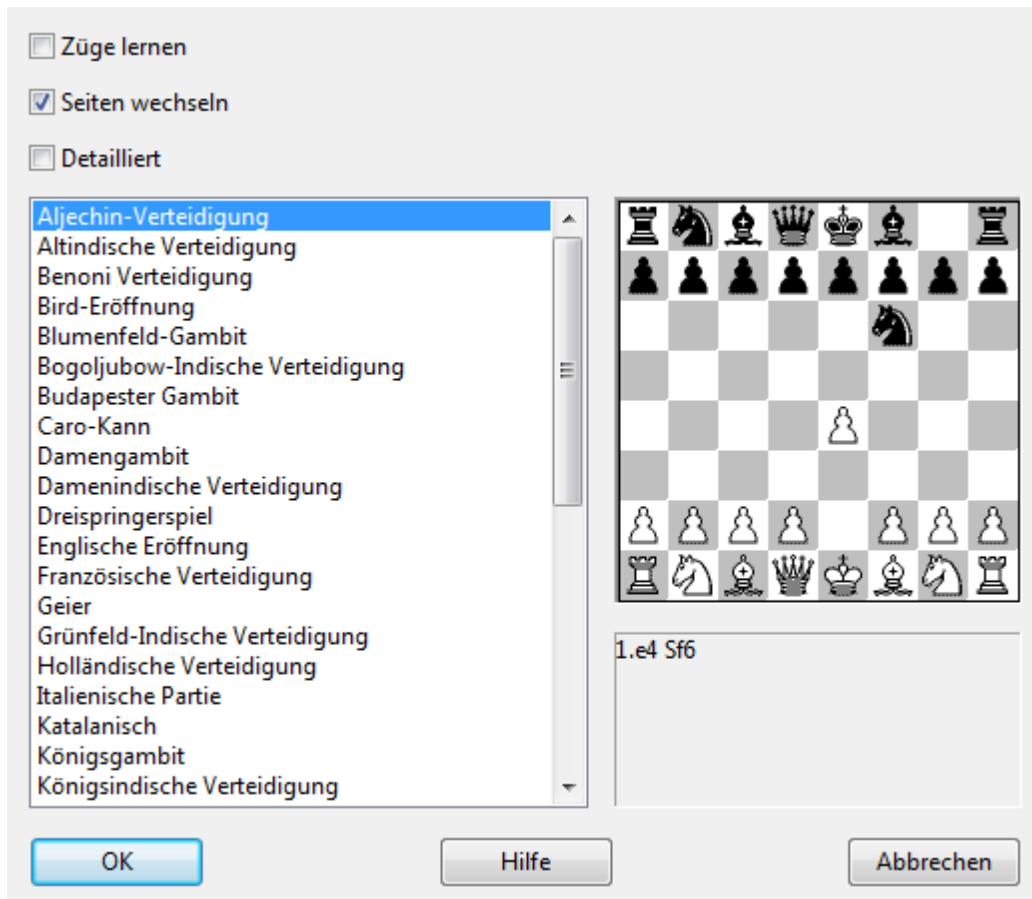 Züge lernen
Seiten wechseln
Detailliert
Aljechin-Verteidigung
Altindische Verteidigung
Benoni Verteidigung
Bird-Eröffnung
Blumenfeld-Gambit
Bogoljubow-Indische Verteidigung
Budapester Gambit
Caro-Kann
Damengambit
Damenindische Verteidigung
Dreispringerspiel
Englische Eröffnung
Französische Verteidigung
Geier
Grünfeld-Indische Verteidigung
Holländische Verteidigung
Italienische Partie
Katalanisch
Königsgambit
Königsindische Verteidigung
1.e4 Sf6
OK
Hilfe
Abbrechen